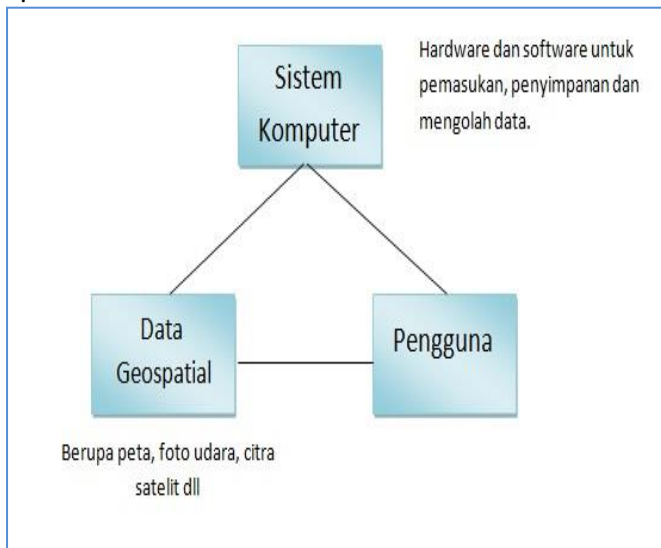 Sistem
Komputer
Hardware dan software untuk
pemasukan, penyimpanan dan
mengolah data.
Data
Geospatial
Pengguna
Berupa peta, foto udara, citra
satelit dll